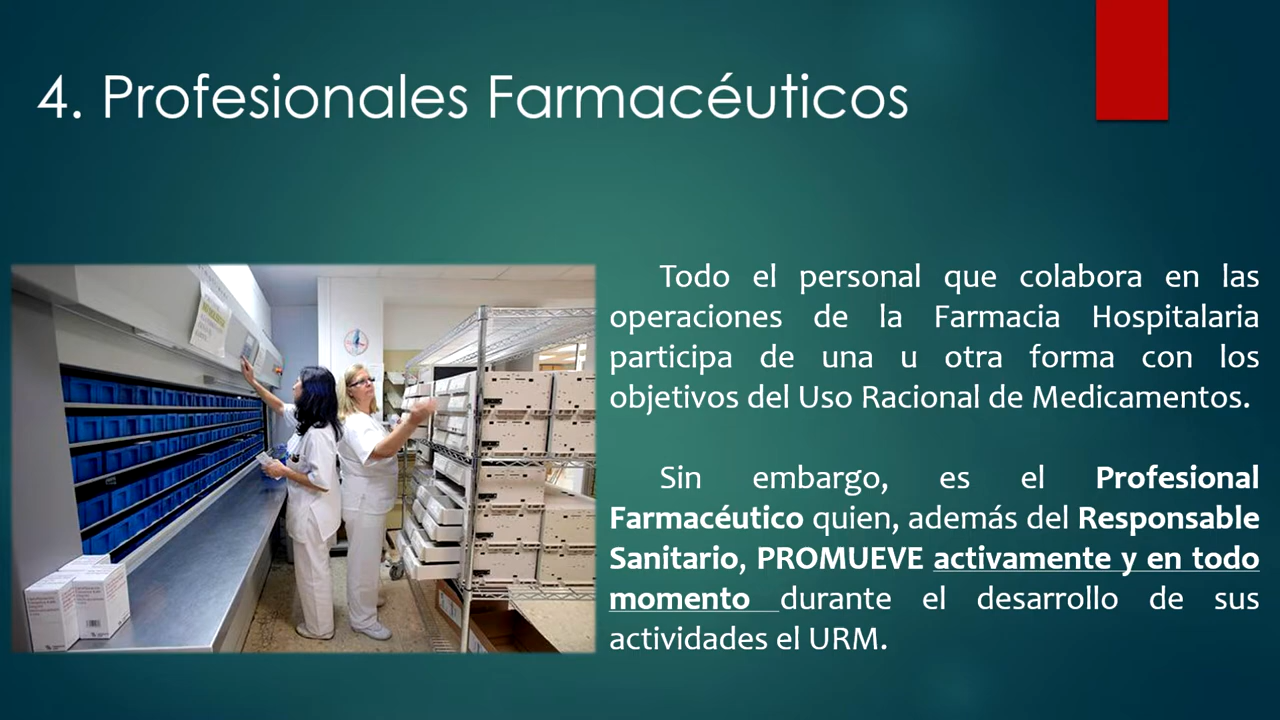 4. Profesionales Farmacéuticos
Todo el personal que colabora en las
operaciones de la Farmacia Hospitalaria
participa de una u otra forma con los
objetivos del Uso Racional de Medicamentos.
Sin embargo, es el Profesional
Farmacéutico quien, además del Responsable
Sanitario, PROMUEVE activamente y en todo
momento durante el desarrollo de sus
actividades el URM.